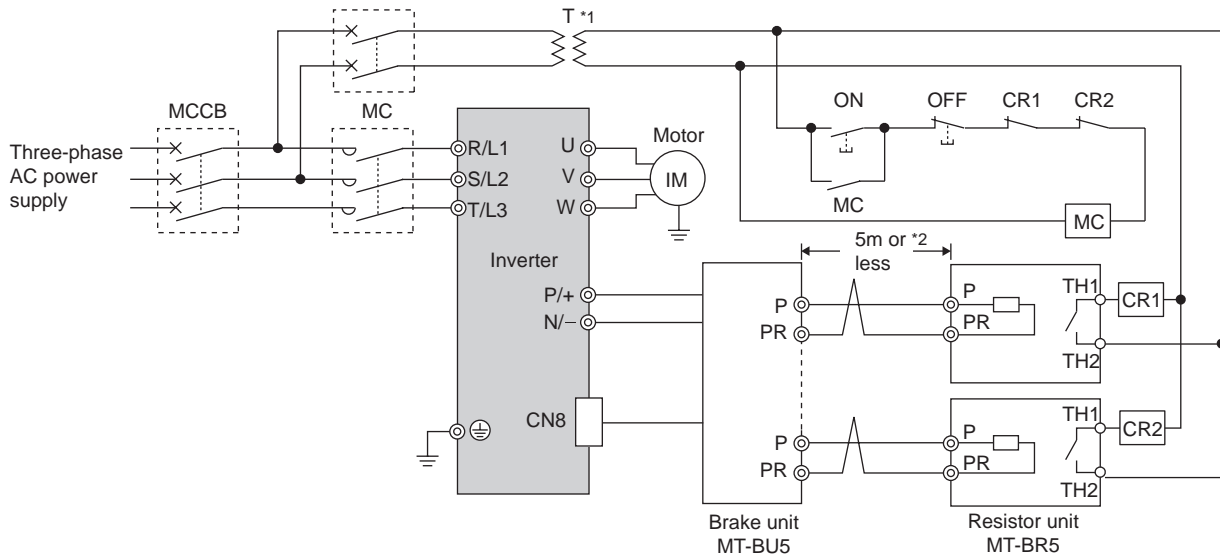 T *1
MCCB
MC
ON
OFF
CR1
CR2
Three-phase
AC power
supply
R/L1
S/L2
T/L3
U
V
W
Motor
IM
MC
MC
Inverter
P/+
N/−
CN8
5m or *2
less
P
PR
P
PR
TH1
TH2
CR1
P
PR
P
PR
TH1
TH2
CR2
Brake unit
MT-BU5
Resistor unit
MT-BR5